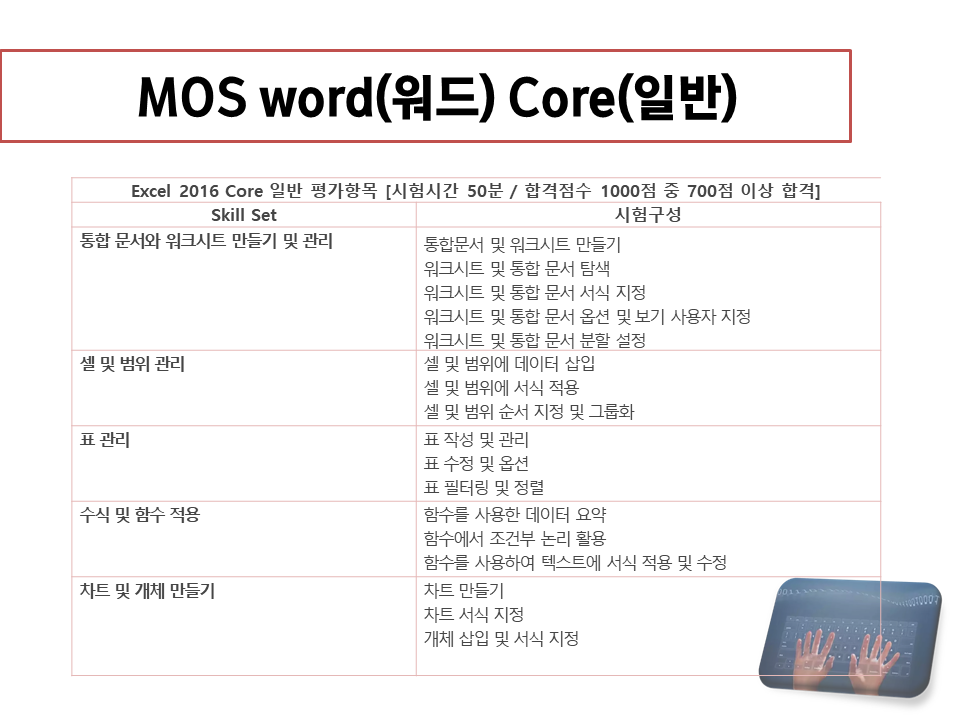 MOS word(워드) Core(일반)
Excel 2016 Core 일반 평가항목 [시험시간 50분 / 합격점수 1000점 중 700점 이상 합격]
Skill Set 시험구성
통합 문서와 워크시트 만들기 및 관리
통합문서 및 워크시트 만들기
워크시트 및 통합 문서 탐색
워크시트 및 통합 문서 서식 지정
워크시트 및 통합 문서 옵션 및 보기 사용자 지정
워크시트 및 통합 문서 분할 설정
셀 및 범위 관리
셀 및 범위에 데이터 삽입
셀 및 범위에 서식 적용
셀 및 범위 순서 지정 및 그룹화
표 관리
표 작성 및 관리
표 수정 및 옵션
표 필터링 및 정렬
수식 및 함수 적용
함수를 사용한 데이터 요약
함수에서 조건부 논리 활용
함수를 사용하여 텍스트에 서식 적용 및 수정
차트 및 개체 만들기
차트 만들기
차트 서식 지정
개체 삽입 및 서식 지정